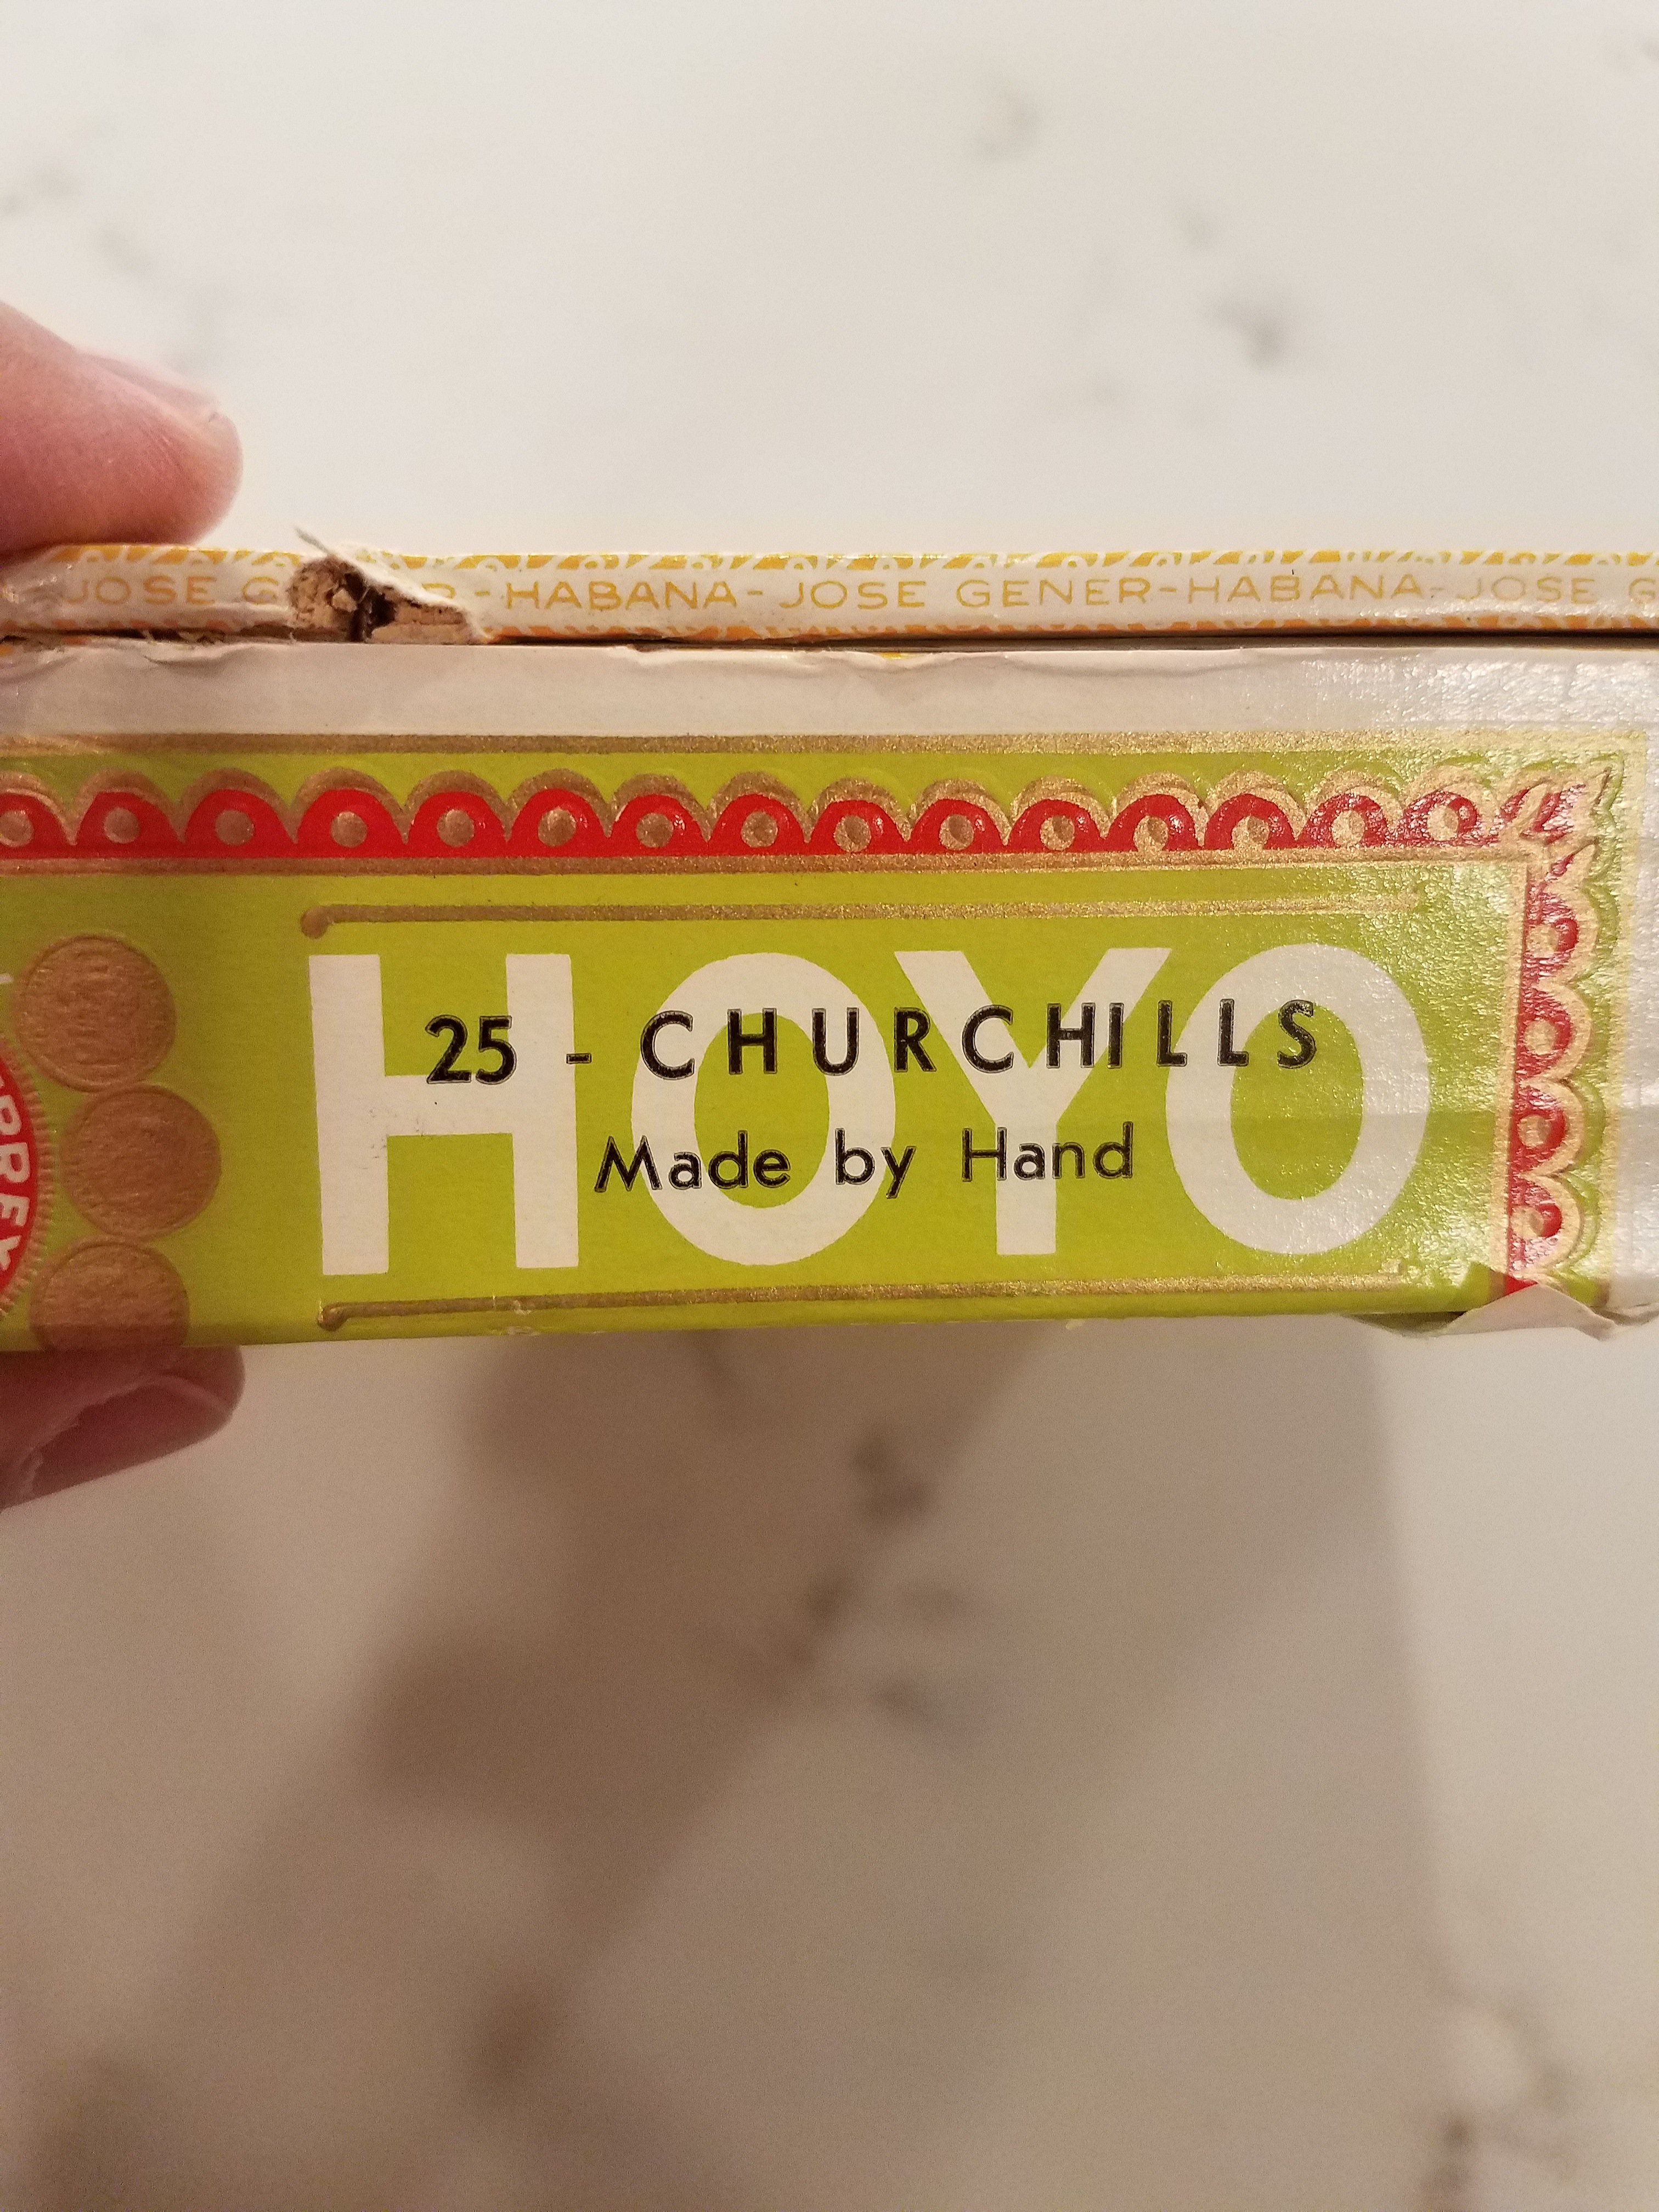 JOSE GENER-HABANA-JOSE GENER-HABANA-JOSE G
HOYO
25 - CHURCHILLS
Made by Hand